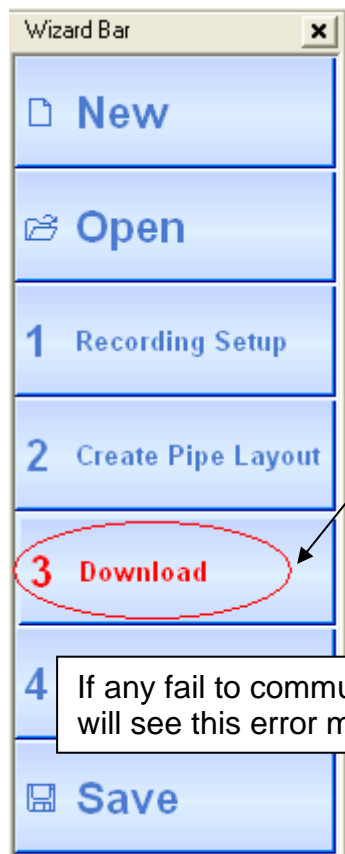 Wizard Bar
New
Open
1 Recording Setup
2 Create Pipe Layout
3 Download
4
If any fail to
will see this error
Save